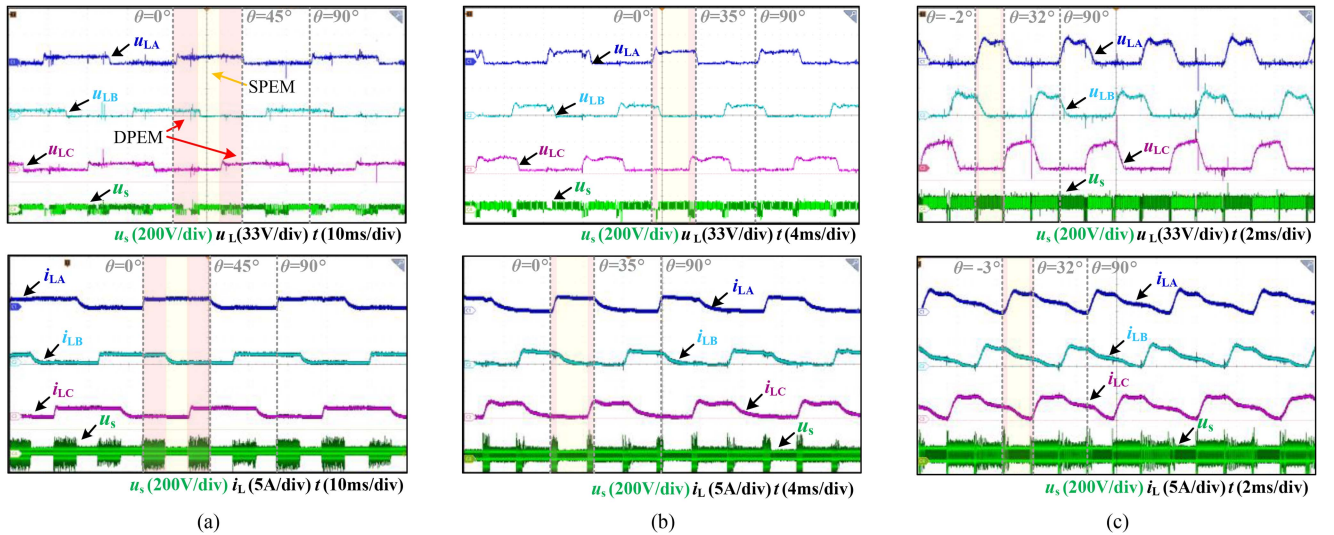 θ=0° θ=45° θ=90°
uLA
SPEM
uLB
DPEM
uLC
us
us (200V/div) uL(33V/div) t (10ms/div)
θ=0° θ=35° θ=90°
uLA
uLB
uLC
us
us (200V/div) uL(33V/div) t (4ms/div)
θ= -2° θ=32° θ=90°
uLA
uLB
uLC
us
us (200V/div) uL(33V/div) t (2ms/div)
θ=0° θ=45° θ=90°
iLA
iLB
iLC
us
us (200V/div) iL (5A/div) t (10ms/div)
θ=0° θ=35° θ=90°
iLA
iLB
iLC
us
us (200V/div) iL (5A/div) t (4ms/div)
θ= -3° θ=32° θ=90°
iLA
iLB
iLC
us
us (200V/div) iL (5A/div) t (2ms/div)
(a) (b) (c)